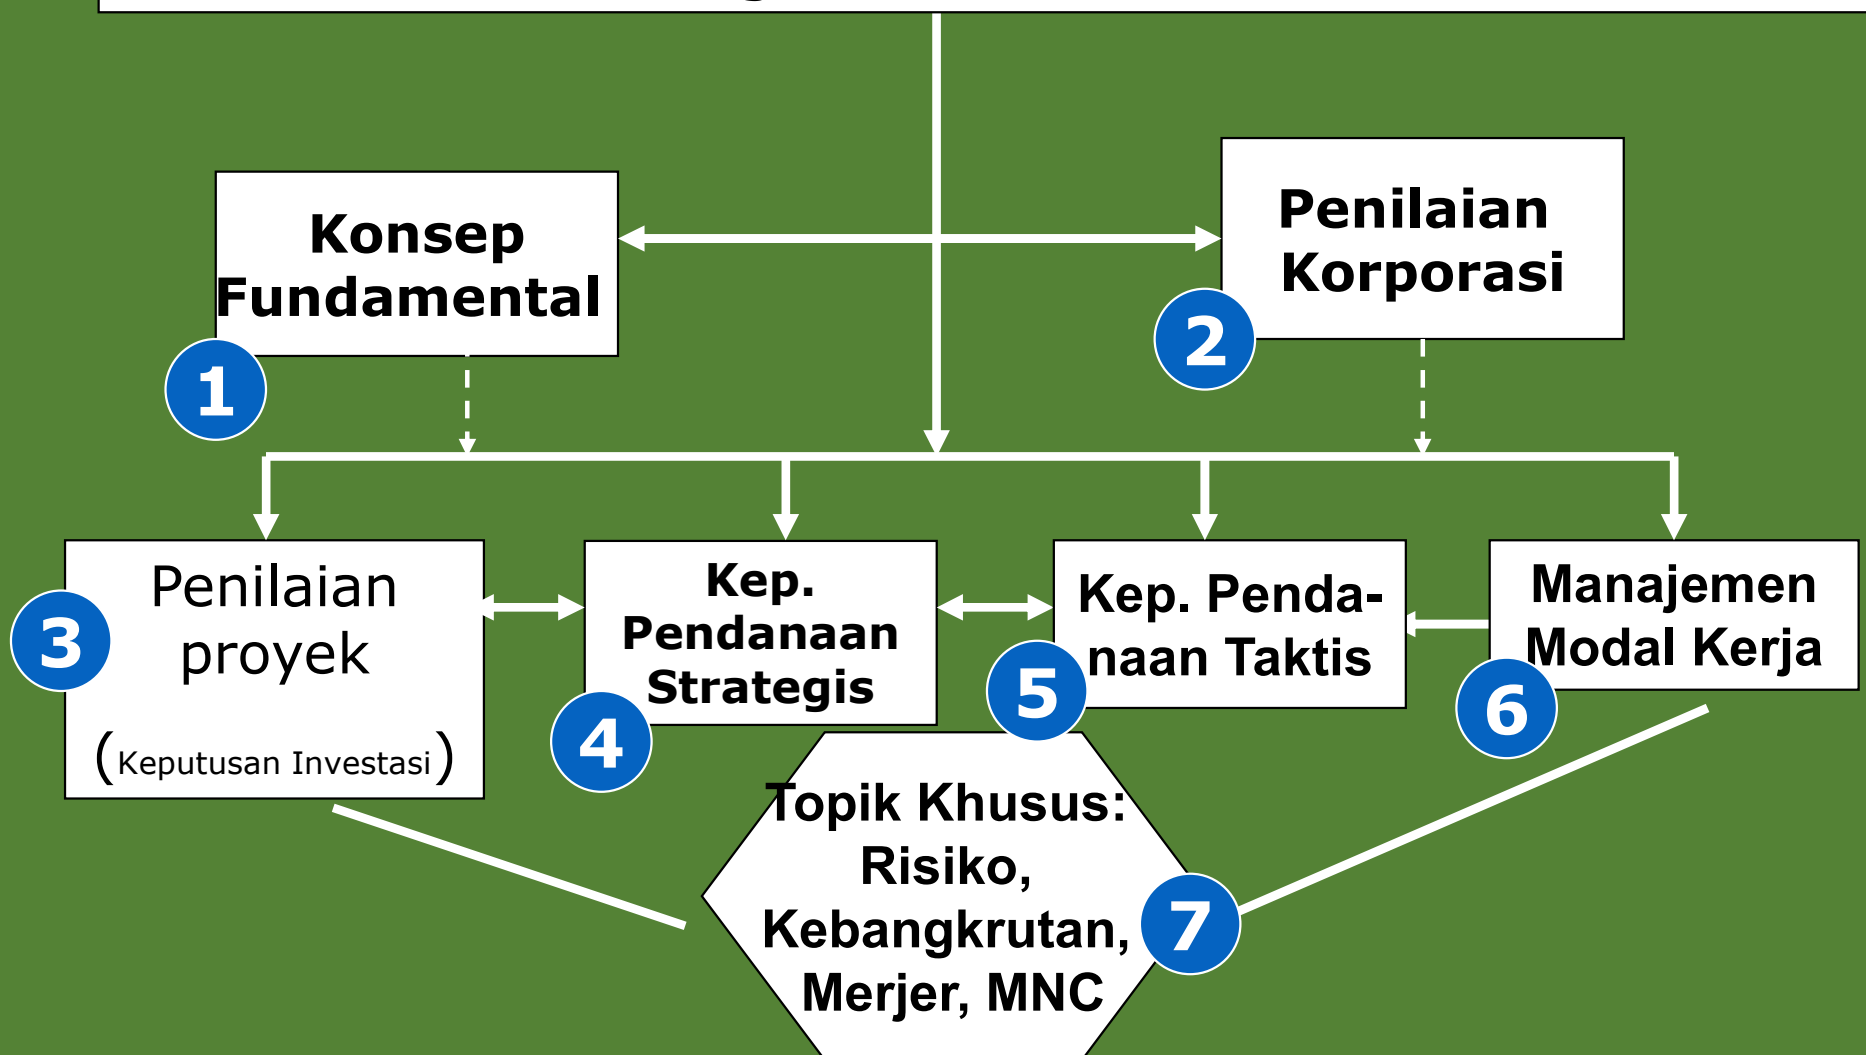 Konsep
Fundamental
1
Penilaian
Korporasi
2
Penilaian
proyek
(Keputusan Investasi)
3
Kep.
Pendanaan
Strategis
4
Kep. Penda-
naan Taktis
5
Manajemen
Modal Kerja
6
Topik Khusus:
Risiko,
Kebangkrutan,
Merjer, MNC
7